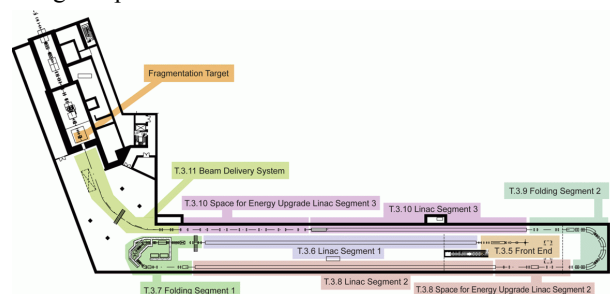 Fragmentation Target
T.3.11 Beam Delivery System
T.3.9 Folding Segment 2
T.3.10 Space for Energy Upgrade Linac Segment 3
T.3.10 Linac Segment 3
T.3.6 Linac Segment 1
T.3.5 Front End
T.3.8 Linac Segment 2
T.3.7 Folding Segment 1
T.3.8 Space for Energy Upgrade Linac Segment 2